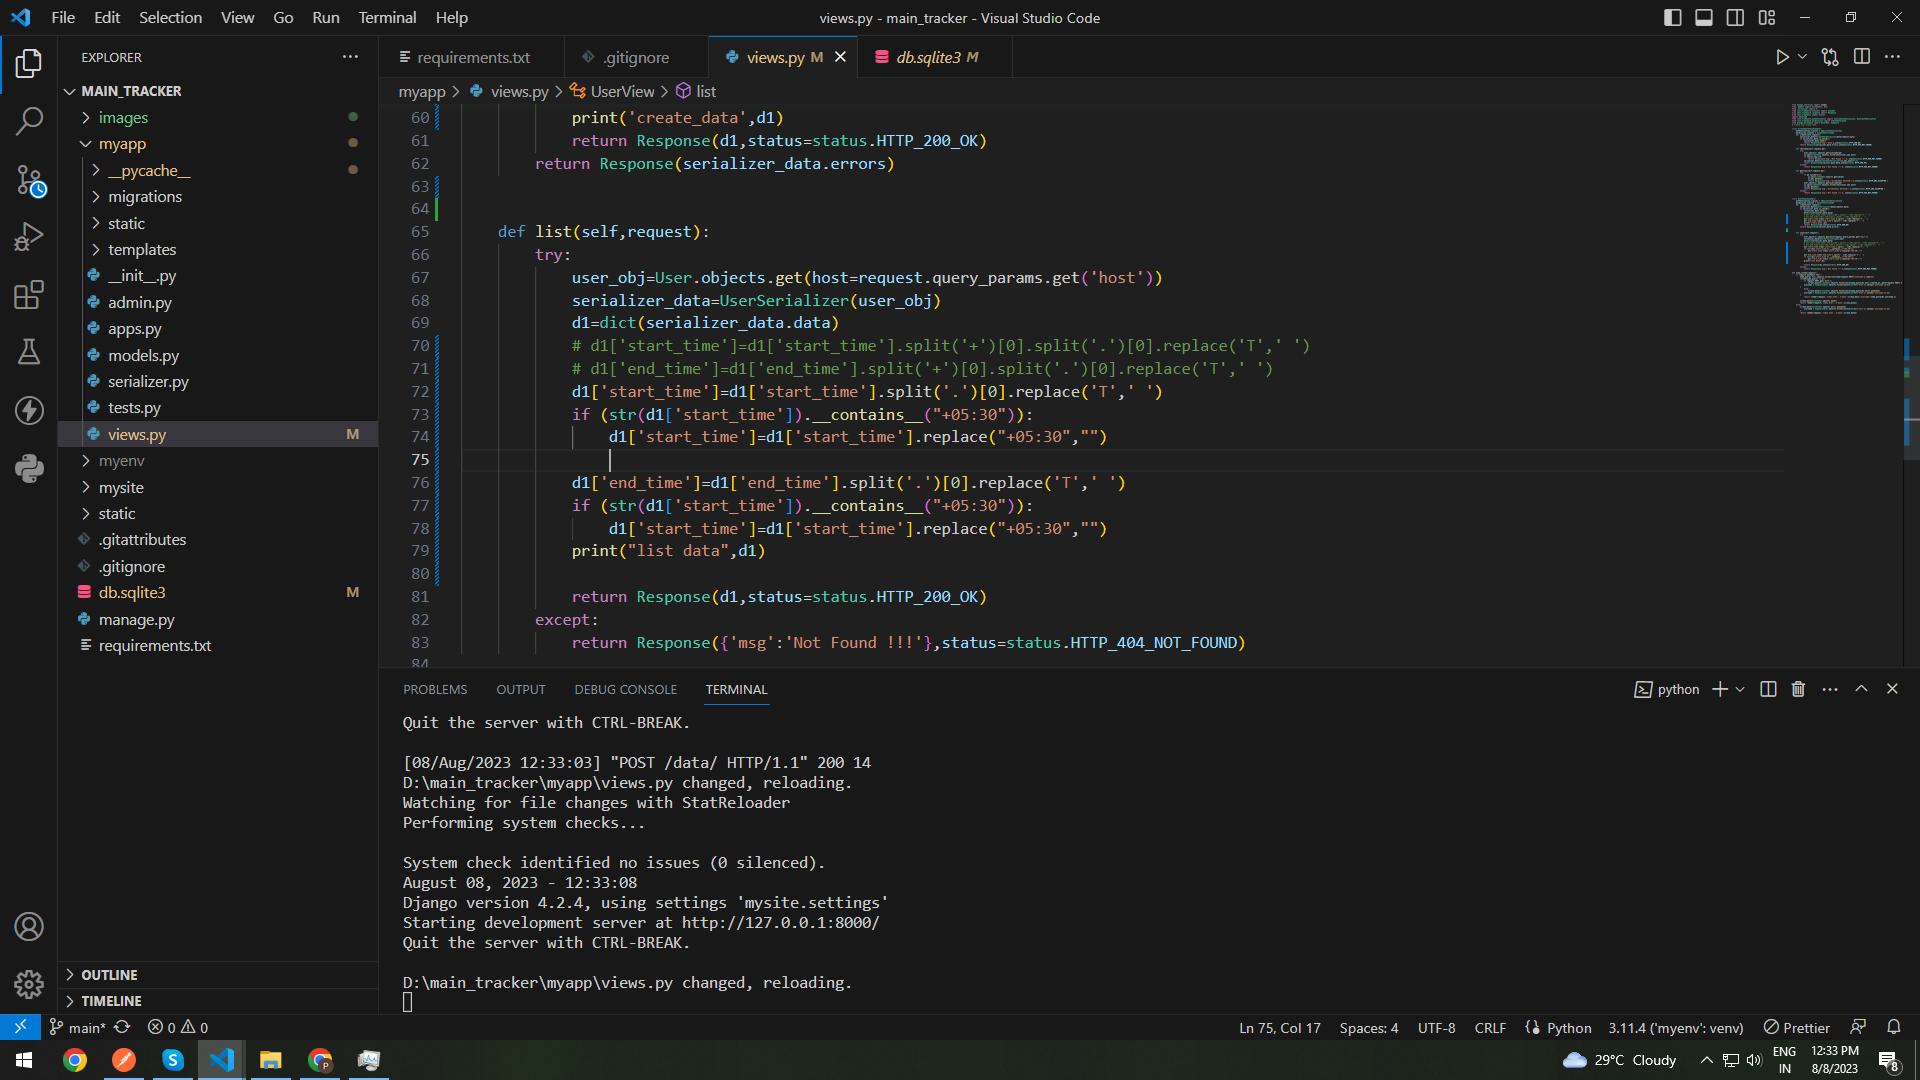 File Edit Selection View Go Run Terminal Help
views.py - main_tracker - Visual Studio Code
EXPLORER
MAIN_TRACKER
images
myapp
__pycache__
migrations
static
templates
__init__.py
admin.py
apps.py
models.py
serializer.py
tests.py
views.py M
myenv
mysite
static
.gitattributes
.gitignore
db.sqlite3 M
manage.py
requirements.txt
OUTLINE
TIMELINE
requirements.txt .gitignore views.py M db.sqlite3 M
myapp > views.py > UserView > list
60 print('create_data',d1)
61 return Response(d1,status=status.HTTP_200_OK)
62 return Response(serializer_data.errors)
63
64
65 def list(self,request):
66 try:
67 user_obj=User.objects.get(host=request.query_params.get('host'))
68 serializer_data=UserSerializer(user_obj)
69 d1=dict(serializer_data.data)
70 # d1['start_time']=d1['start_time'].split('+')[0].split('.')[0].replace('T',' ')
71 # d1['end_time']=d1['end_time'].split('+')[0].split('.')[0].replace('T',' ')
72 d1['start_time']=d1['start_time'].split('.')[0].replace('T',' ')
73 if (str(d1['start_time']).__contains__("+05:30")):
74 d1['start_time']=d1['start_time'].replace("+05:30","")
75
76 d1['end_time']=d1['end_time'].split('.')[0].replace('T',' ')
77 if (str(d1['start_time']).__contains__("+05:30")):
78 d1['start_time']=d1['start_time'].replace("+05:30","")
79 print("list data",d1)
80
81 return Response(d1,status=status.HTTP_200_OK)
82 except:
83 return Response({'msg':'Not Found !!!'},status=status.HTTP_404_NOT_FOUND)
84
PROBLEMS OUTPUT DEBUG CONSOLE TERMINAL
python
Quit the server with CTRL-BREAK.
[08/Aug/2023 12:33:03] "POST /data/ HTTP/1.1" 200 14
D:\main_tracker\myapp\views.py changed, reloading.
Watching for file changes with StatReloader
Performing system checks...
System check identified no issues (0 silenced).
August 08, 2023 - 12:33:08
Django version 4.2.4, using settings 'mysite.settings'
Starting development server at http://127.0.0.1:8000/
Quit the server with CTRL-BREAK.
D:\main_tracker\myapp\views.py changed, reloading.
main* 0 0
Ln 75, Col 17 Spaces: 4 UTF-8 CRLF Python 3.11.4 ('myenv': venv) Prettier
29°C Cloudy
ENG
IN
12:33 PM
8/8/2023
8